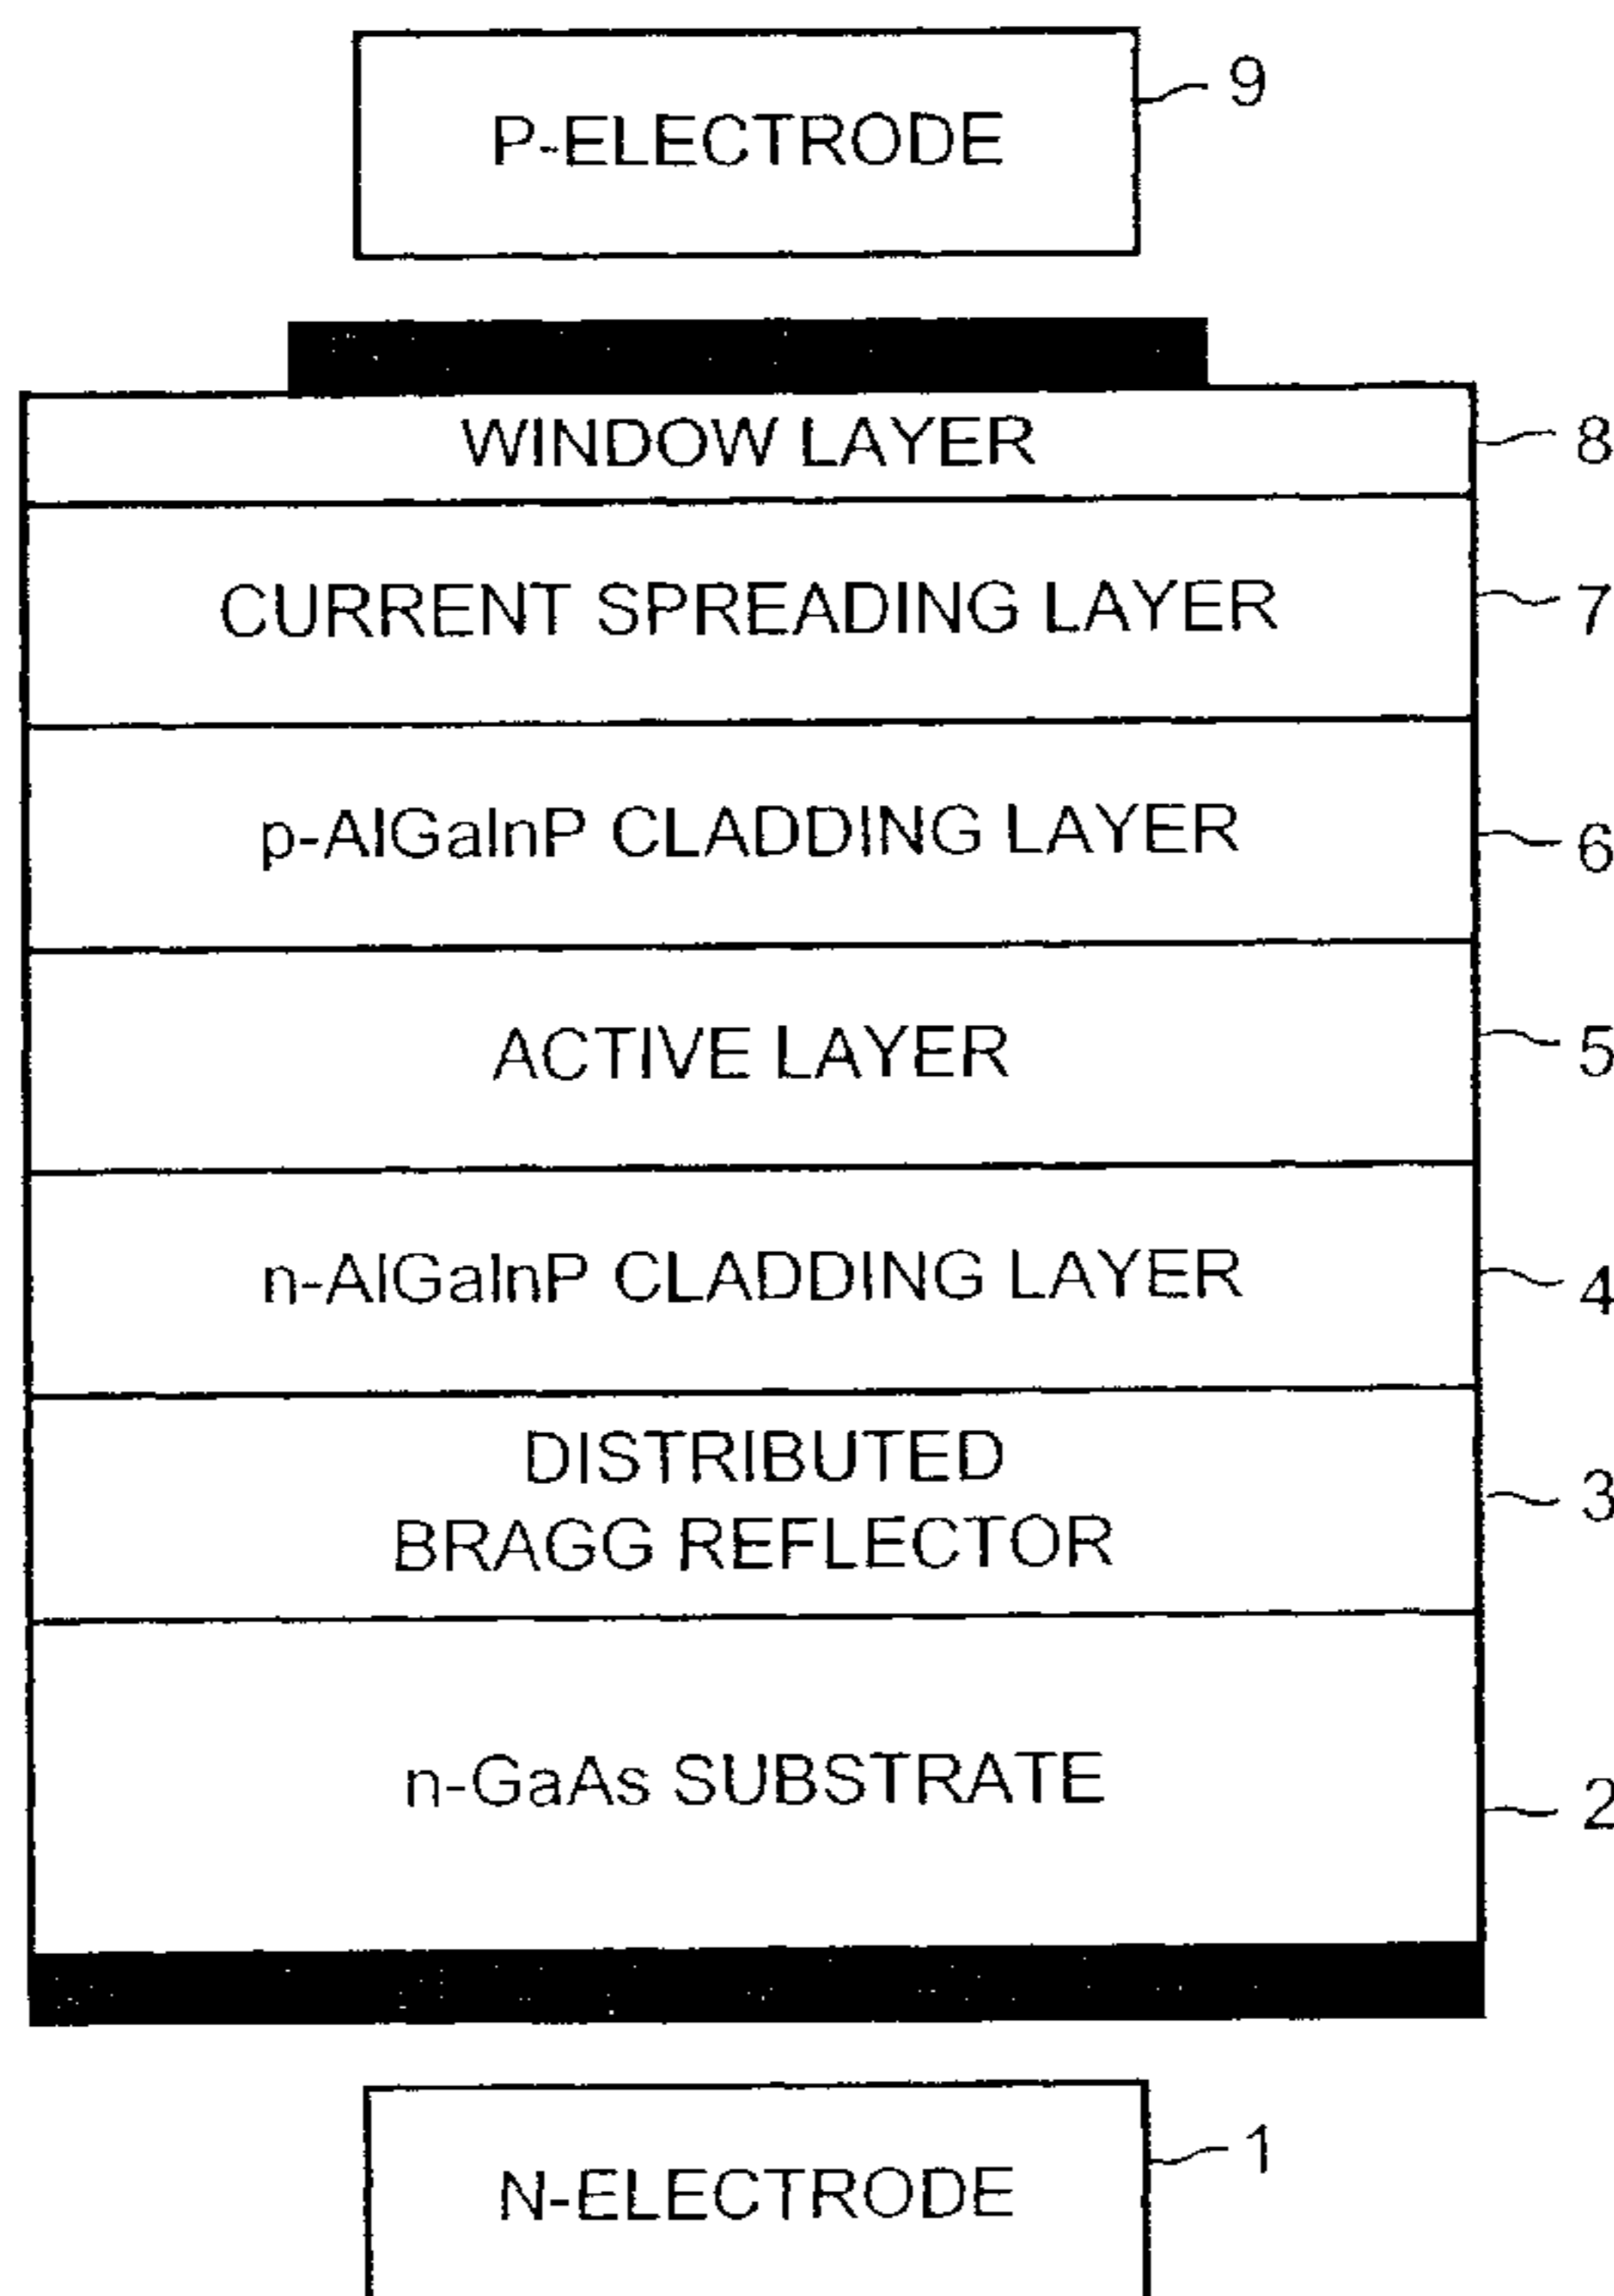 P-ELECTRODE 9
WINDOW LAYER 8
CURRENT SPREADING LAYER 7
p-AlGaInP CLADDING LAYER 6
ACTIVE LAYER 5
n-AlGaInP CLADDING LAYER 4
DISTRIBUTED
BRAGG REFLECTOR 3
n-GaAs SUBSTRATE 2
N-ELECTRODE 1